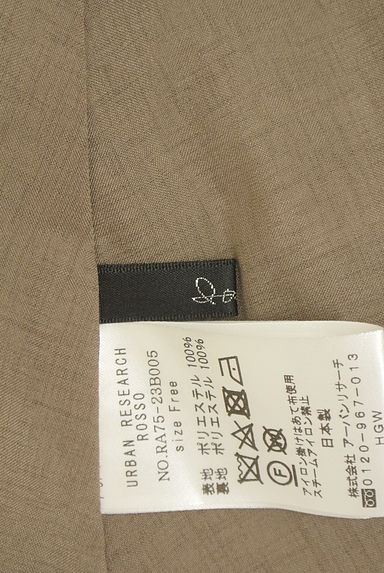 URBAN RESEARCH
ROSSO
NO.RA75-23B005
size Free
表地 ポリエステル 100%
裏地 ポリエステル 100%
アイロン掛けはあて布使用
スチームアイロン禁止
日本製
株式会社 アーバンリサーチ
0120-967-013
HGW